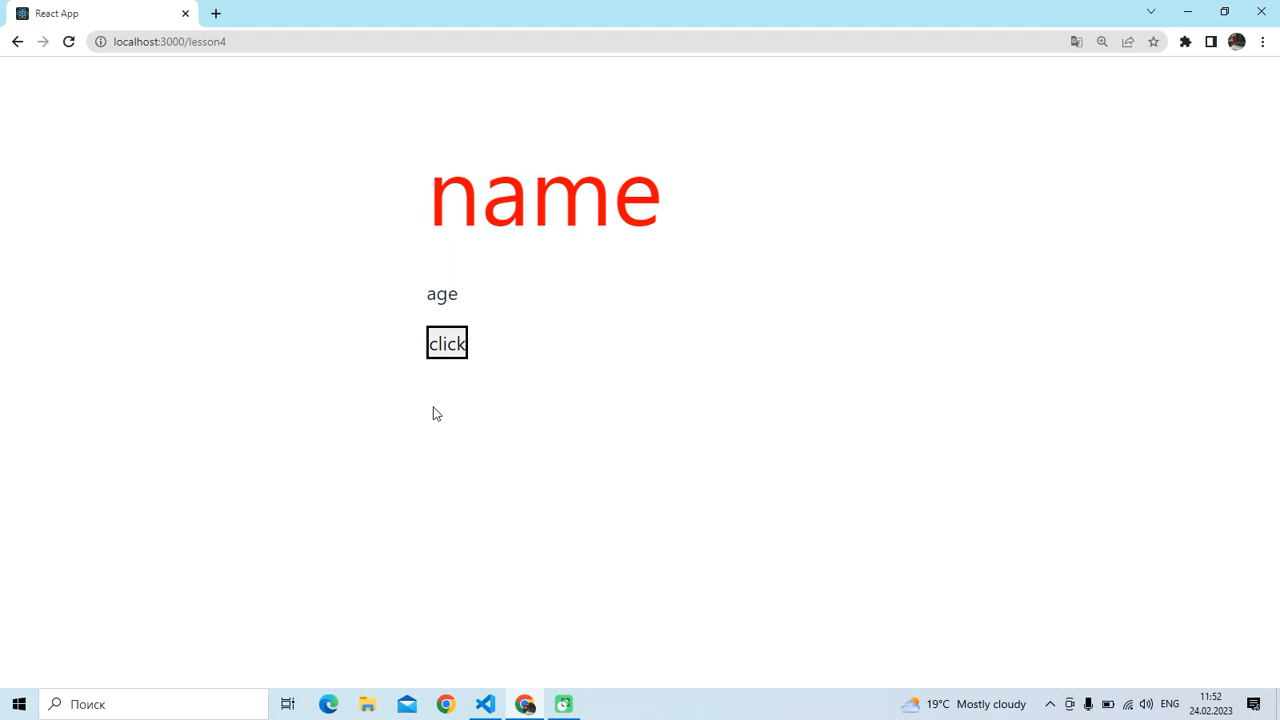 React App
localhost:3000/lesson4
name
age
click
Поиск
19°C Mostly cloudy
ENG
11:52
24.02.2023